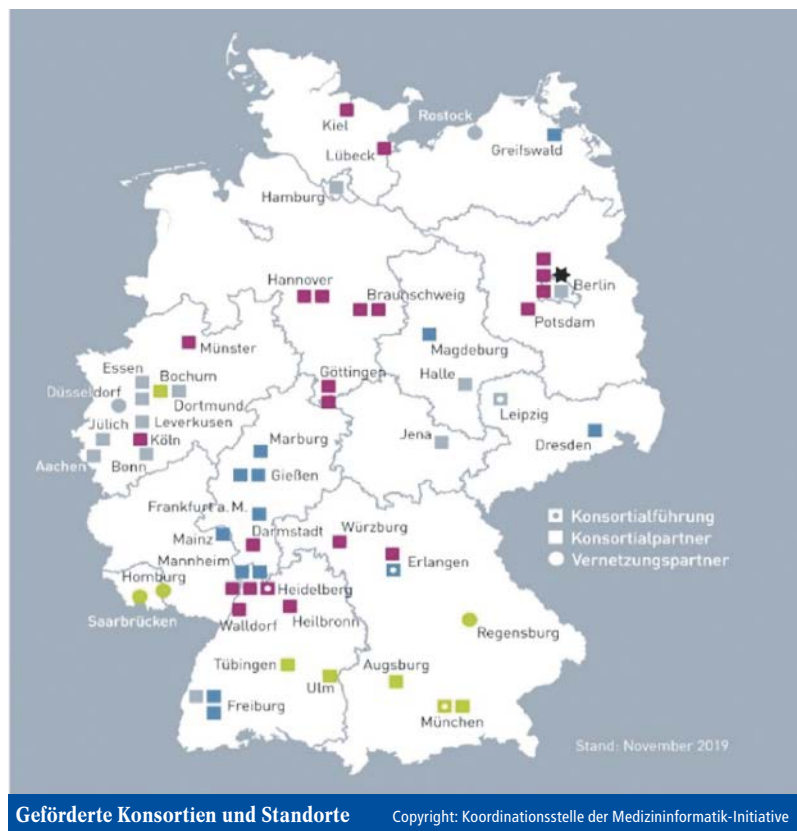 Rostock
Kiel
Greifswald
Lübeck
Hamburg
Hannover
Braunschweig
Berlin
Potsdam
Münster
Magdeburg
Essen
Bochum
Göttingen
Halle
Düsseldorf
Dortmund
Leipzig
Jülich
Leverkusen
Köln
Jena
Dresden
Marburg
Aachen
Bonn
Gießen
Frankfurt a. M.
Konsortialführung
Mainz
Darmstadt
Würzburg
Konsortialpartner
Mannheim
Erlangen
Vernetzungspartner
Homburg
Heidelberg
Saarbrücken
Walldorf
Heilbronn
Regensburg
Tübingen
Augsburg
Ulm
Freiburg
München
Stand: November 2019
Geförderte Konsortien und Standorte
Copyright: Koordinationsstelle der Medizininformatik-Initiative